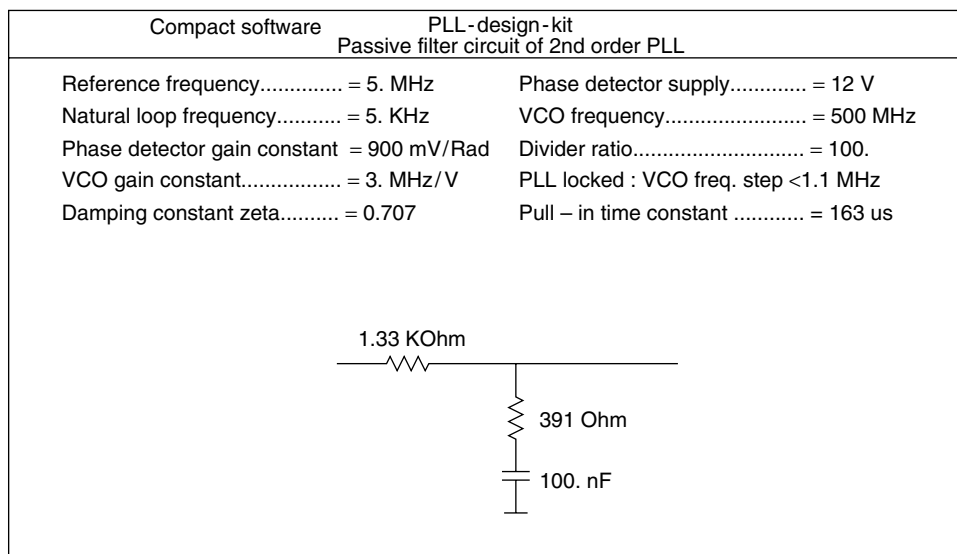 Compact software PLL-design-kit
Passive filter circuit of 2nd order PLL
Reference frequency.............. = 5. MHz
Natural loop frequency........... = 5. KHz
Phase detector gain constant = 900 mV/Rad
VCO gain constant................. = 3. MHz/V
Damping constant zeta.......... = 0.707
Phase detector supply............. = 12 V
VCO frequency......................... = 500 MHz
Divider ratio.............................. = 100.
PLL locked : VCO freq. step <1.1 MHz
Pull – in time constant ............ = 163 us
1.33 KOhm
391 Ohm
100. nF